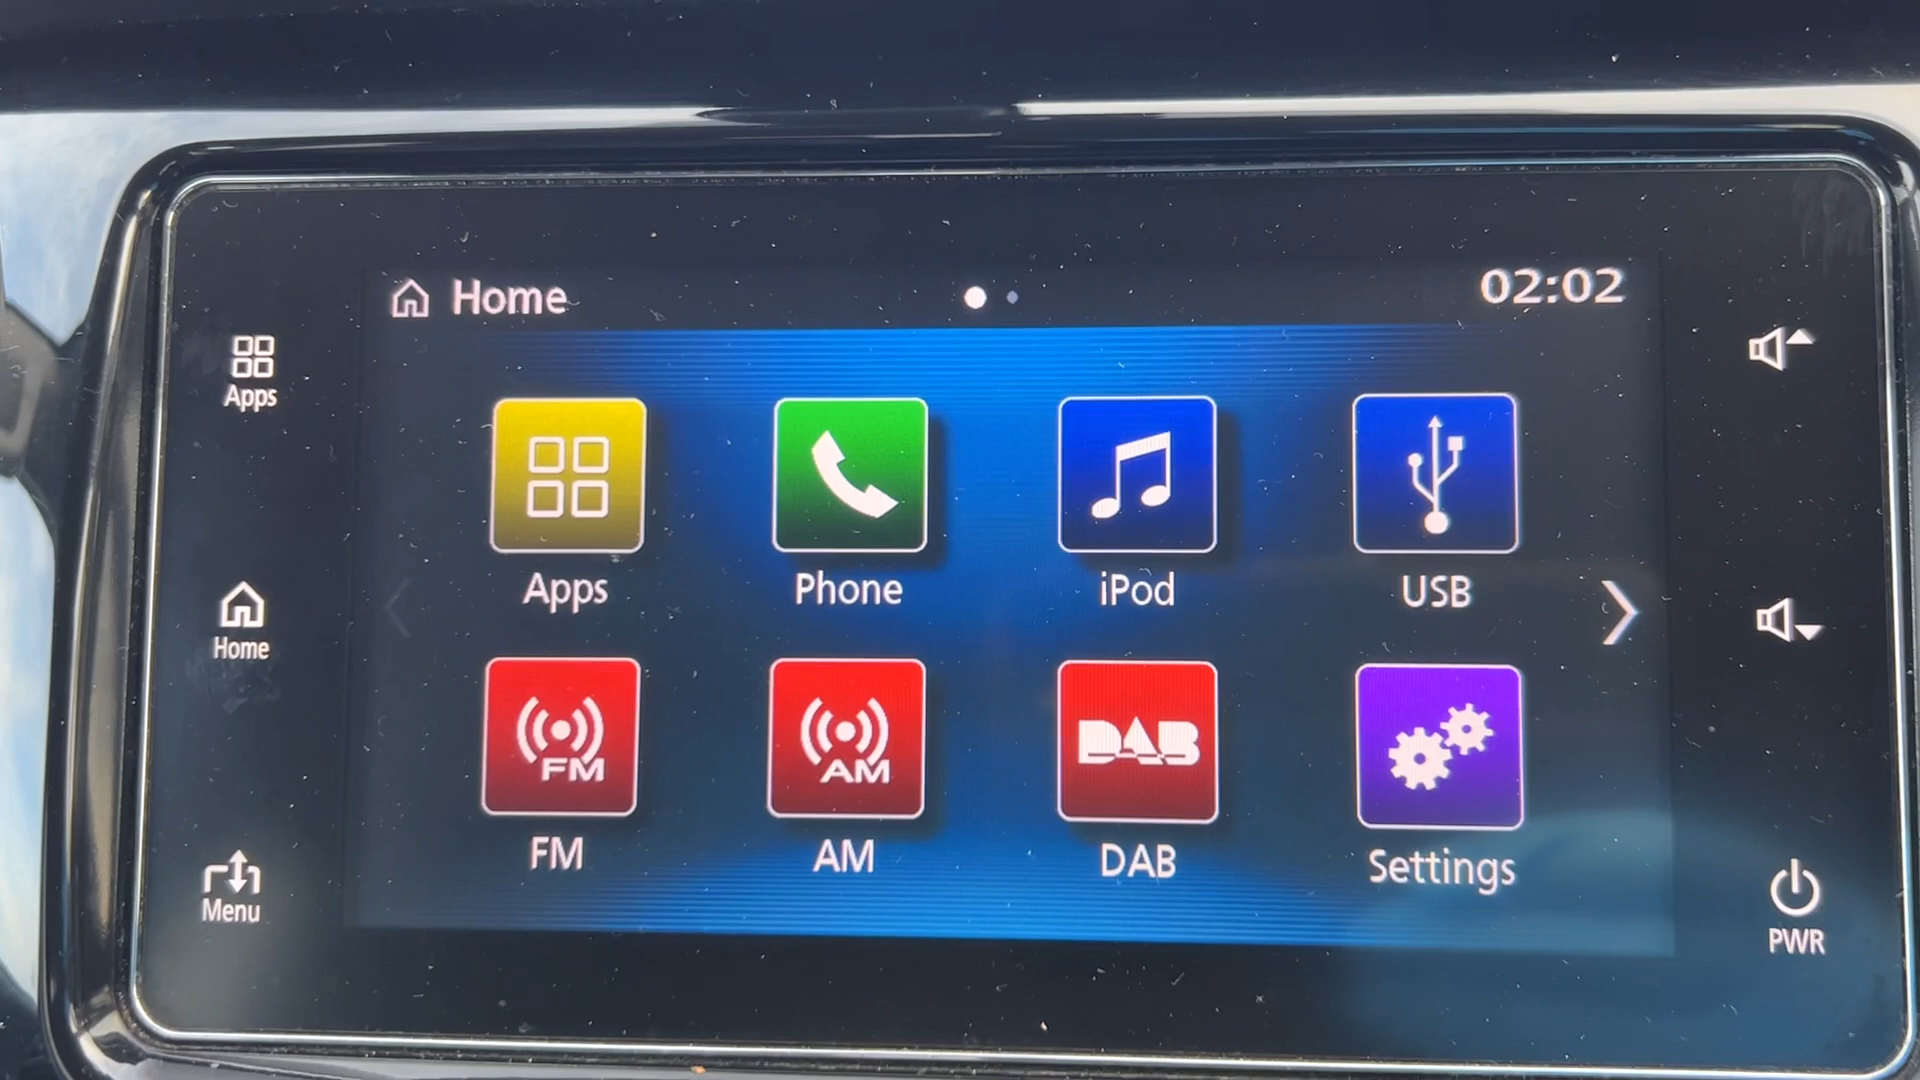 Home
02:02
Apps
Apps
Phone
iPod
USB
Home
FM
AM
DAB
FM
AM
DAB
Settings
Menu
PWR